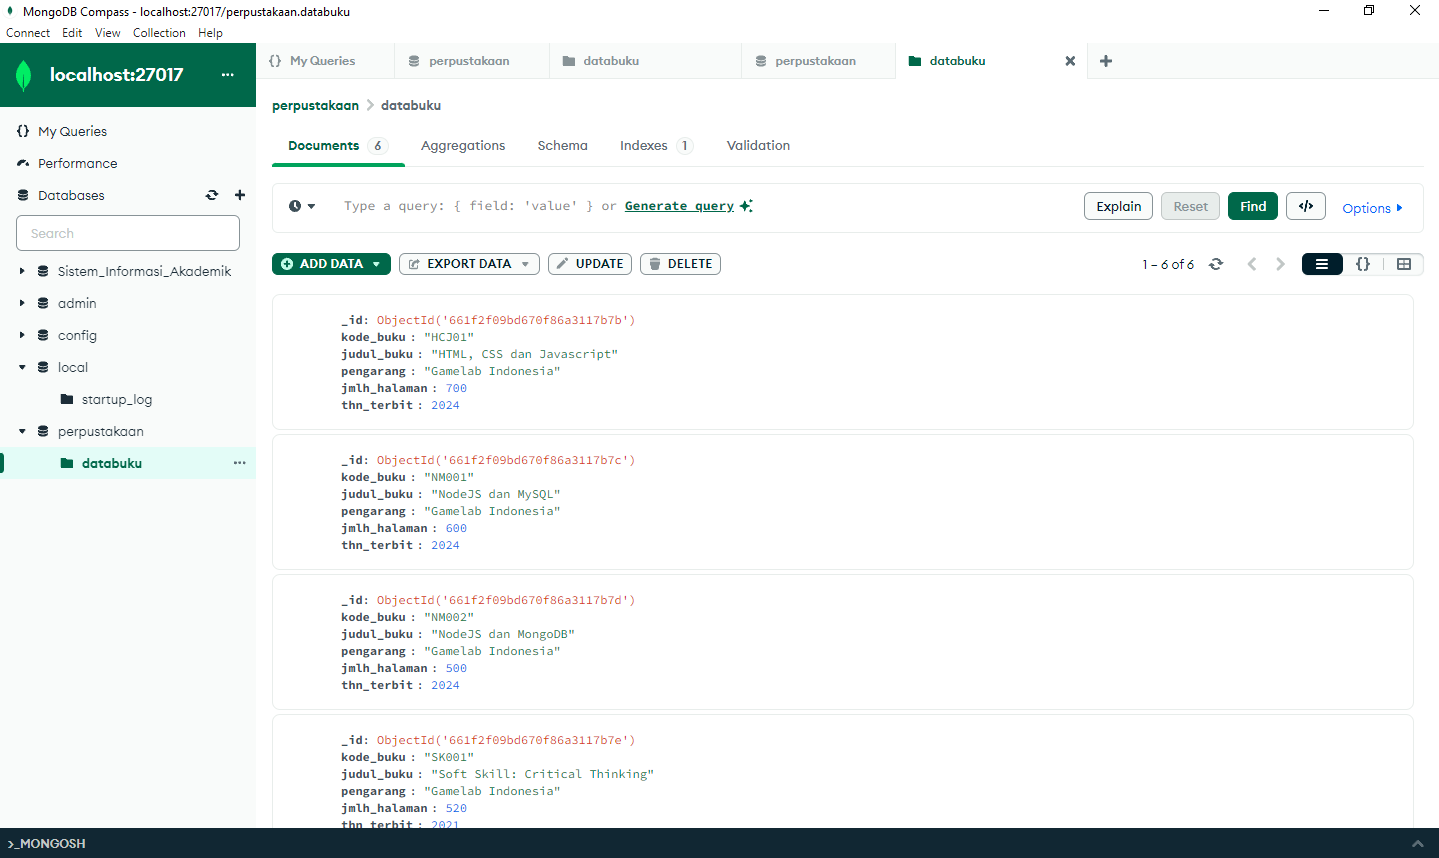 MongoDB Compass - localhost:27017/perpustakaan.databuku
Connect Edit View Collection Help
localhost:27017
My Queries
Performance
Databases
Search
Sistem_Informasi_Akademik
admin
config
local
startup_log
perpustakaan
databuku
My Queries perpustakaan databuku perpustakaan databuku
perpustakaan databuku
Documents 6 Aggregations Schema Indexes 1 Validation
Type a query: { field: 'value' } or Generate query
Explain Reset Find </> Options
ADD DATA EXPORT DATA UPDATE DELETE
1 – 6 of 6
{}
_id: ObjectId('661f2f09bd670f86a3117b7b')
kode_buku : "HCJ01"
judul_buku : "HTML, CSS dan Javascript"
pengarang : "Gamelab Indonesia"
jmlh_halaman : 700
thn_terbit : 2024
_id: ObjectId('661f2f09bd670f86a3117b7c')
kode_buku : "NM001"
judul_buku : "NodeJS dan MySQL"
pengarang : "Gamelab Indonesia"
jmlh_halaman : 600
thn_terbit : 2024
_id: ObjectId('661f2f09bd670f86a3117b7d')
kode_buku : "NM002"
judul_buku : "NodeJS dan MongoDB"
pengarang : "Gamelab Indonesia"
jmlh_halaman : 500
thn_terbit : 2024
_id: ObjectId('661f2f09bd670f86a3117b7e')
kode_buku : "SK001"
judul_buku : "Soft Skill: Critical Thinking"
pengarang : "Gamelab Indonesia"
jmlh_halaman : 520
thn_terbit : 2021
>_MONGOSH